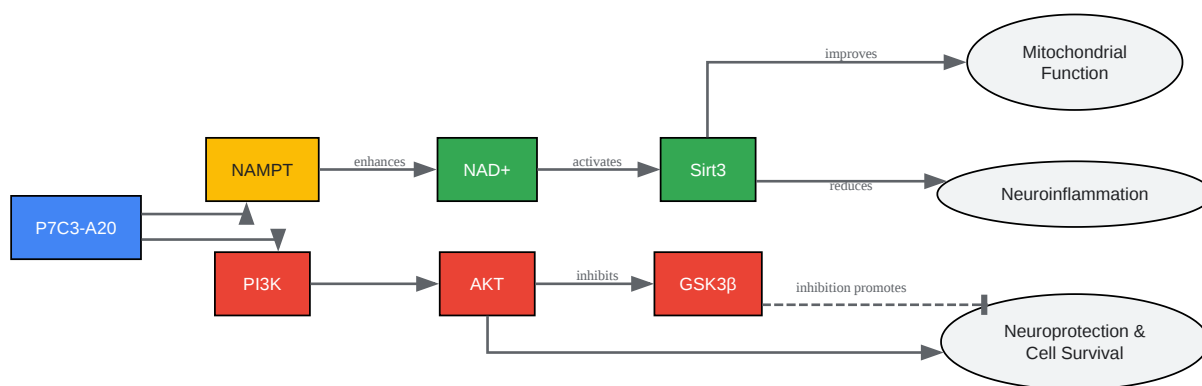 improves
Mitochondrial
Function
NAMPT
enhances
NAD+
activates
Sirt3
reduces
Neuroinflammation
P7C3-A20
PI3K
AKT
inhibits
GSK3β
inhibition promotes
Neuroprotection &
Cell Survival